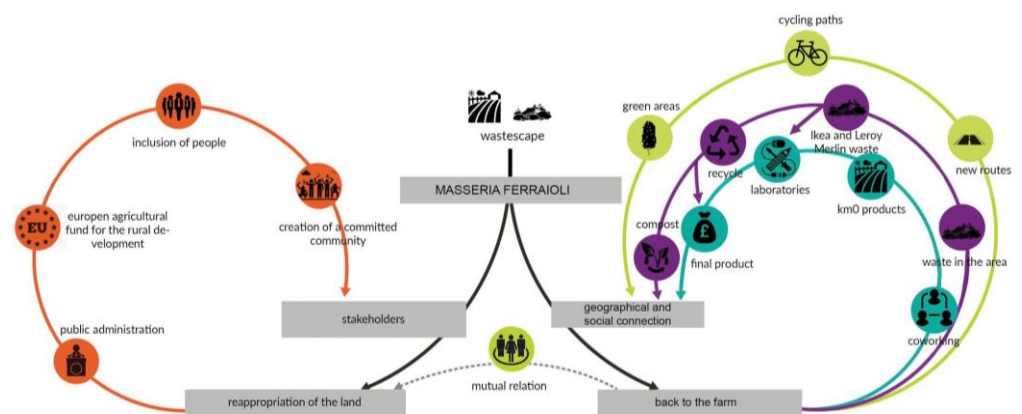 cycling paths
green areas
wastescape
inclusion of people
Ikea and Leroy
Merlin waste
recycle
laboratories
new routes
MASSERIA FERRAIOLI
km0 products
EU
europen agricultural
fund for the rural de-
velopment
creation of a committed
community
compost
final product
£
waste in the area
stakeholders
geographical and
social connection
public administration
coworking
mutual relation
reappropriation of the land
back to the farm